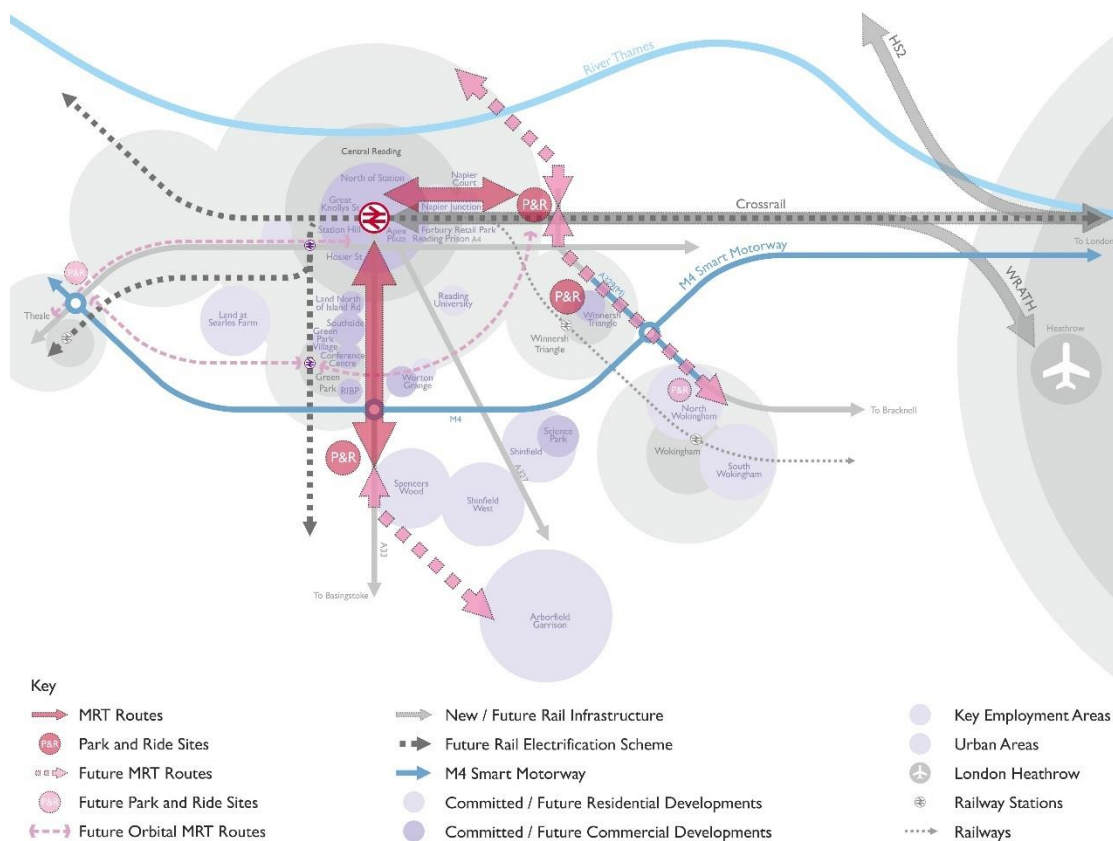 HS2
River Thames
Central Reading
North of Station
Napier
Court
Great
Knollys St
P&R
Napier Junction
Crossrail
Station Hill
Apex
Plaza
Forbury Retail Park
Reading Prison
A4
To London
Hosier St
M4 Smart Motorway
WRATH
P&R
A329(M)
Theale
Land at
Searles Farm
Land North
of Island Rd
Reading
University
P&R
Winnersh
Triangle
Southside
Green Park
Village
Winnersh
Triangle
Heathrow
Conference
Centre
Green
Park
RIBP
Worton
Grange
P&R
North
Wokingham
To Bracknell
M4
Science
Park
Shinfield
Wokingham
P&R
South
Wokingham
A327
Spencers
Wood
Shinfield
West
A33
To Basingstoke
Arborfield
Garrison
Key
MRT Routes
P&R
Park and Ride Sites
Future MRT Routes
P&R
Future Park and Ride Sites
Future Orbital MRT Routes
New / Future Rail Infrastructure
Future Rail Electrification Scheme
M4 Smart Motorway
Committed / Future Residential Developments
Committed / Future Commercial Developments
Key Employment Areas
Urban Areas
London Heathrow
Railway Stations
Railways